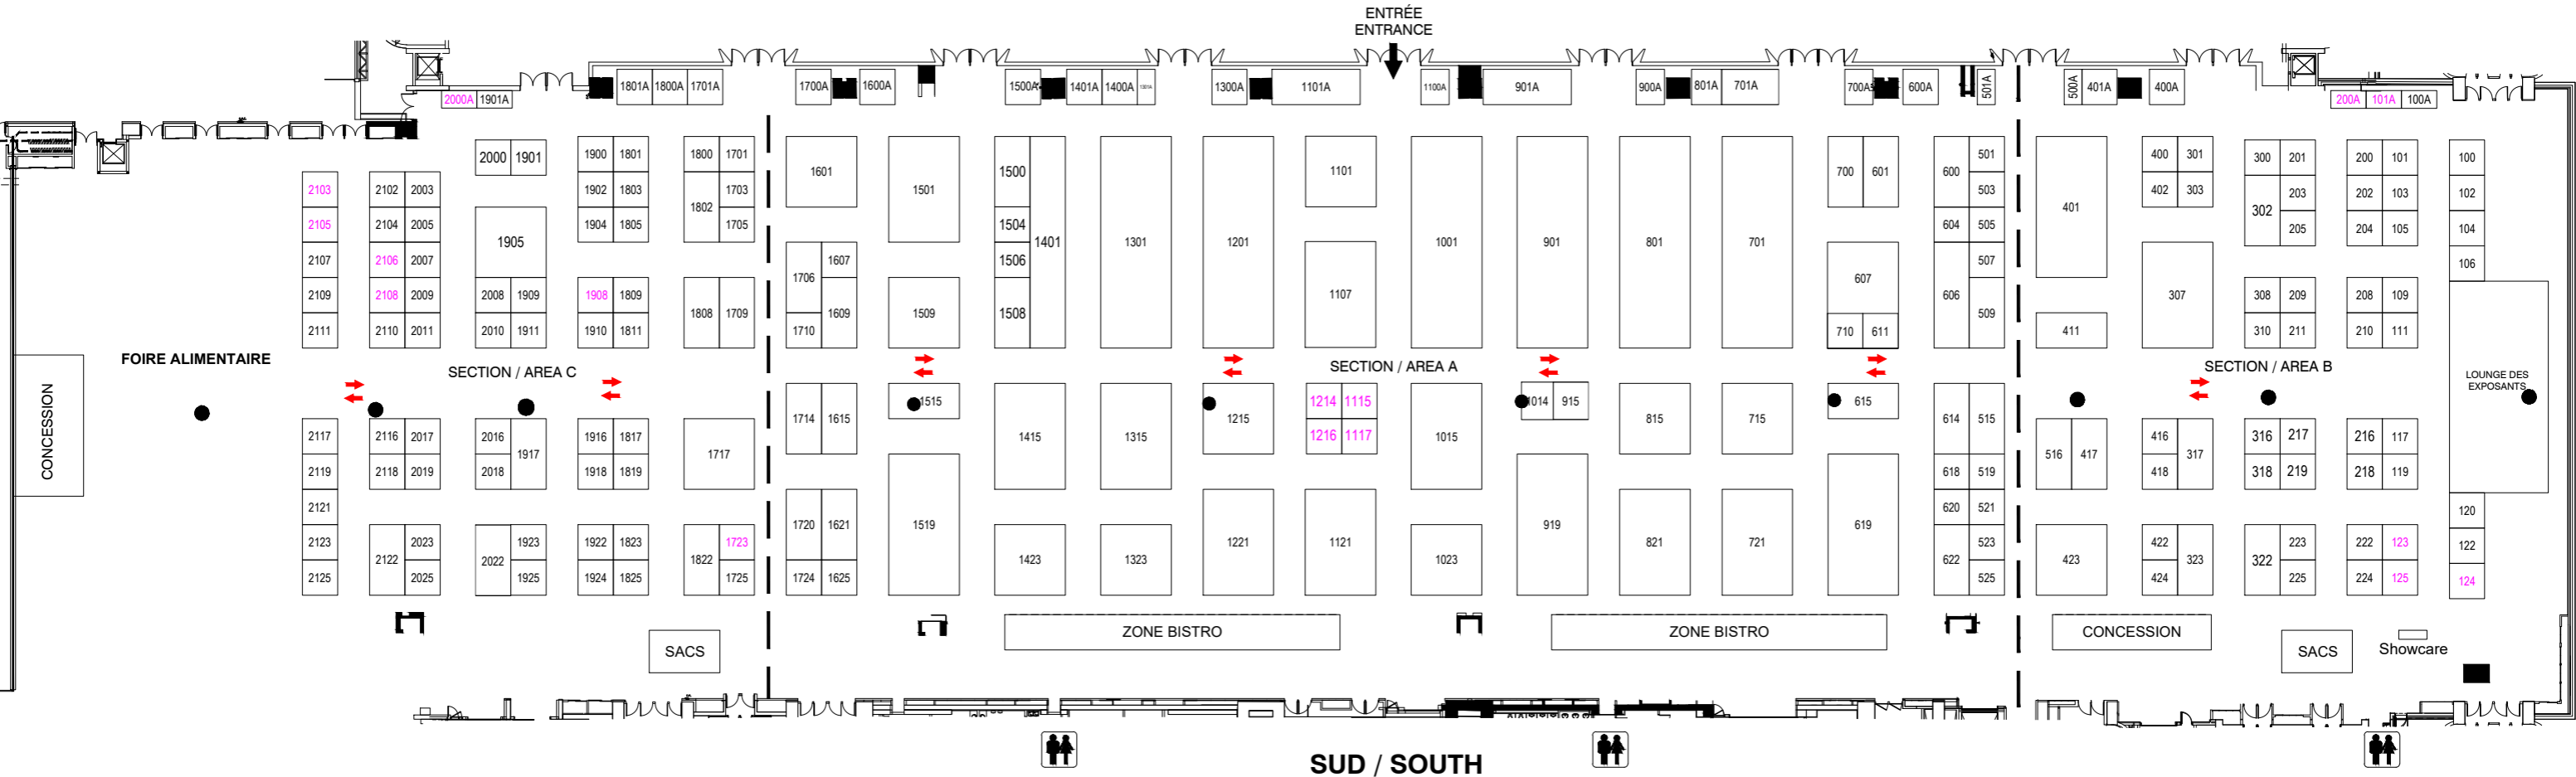 ENTRÉE
ENTRANCE
2000A 1901A 1801A 1800A 1701A 1700A 1600A 1500A 1401A 1400A 1301A 1300A 1101A 1100A 901A 900A 801A 701A 700A 600A 501A 500A 401A 400A 200A 101A 100A
2000 1901 1900 1801 1800 1701 1601 1501 1500 1401 1301 1201 1101 1001 901 801 701 700 601 600 501 401 400 301 300 201 200 101 100
2103 2102 2003 1902 1803 1802 1703 503 402 303 302 203 202 103 102
2105 2104 2005 1905 1904 1805 1705 1504 604 505 205 204 105 104
2107 2106 2007 1706 1607 1506 1107 607 606 507 307 106
2109 2108 2009 2008 1909 1908 1809 1808 1709 1609 1509 1508 509 308 209 208 109
2111 2110 2011 2010 1911 1910 1811 1710 710 611 411 310 211 210 111
FOIRE ALIMENTAIRE
SECTION / AREA C
SECTION / AREA A
SECTION / AREA B
LOUNGE DES
EXPOSANTS
CONCESSION
1515 1214 1115 1014 915 615
1714 1615 1415 1315 1215 1216 1117 1015 815 715 614 515
2117 2116 2017 2016 1917 1916 1817 1717 516 417 416 317 316 217 216 117
2119 2118 2019 2018 1918 1819 618 519 418 318 219 218 119
2121 1720 1621 1519 1221 1121 919 821 721 619 620 521 120
2123 2122 2023 2022 1923 1922 1823 1822 1723 1423 1323 1023 622 523 423 422 323 322 223 222 123 122
2125 2025 1925 1924 1825 1725 1724 1625 525 424 225 224 125 124
ZONE BISTRO
ZONE BISTRO
CONCESSION
SACS
SACS
Showcare
SUD / SOUTH